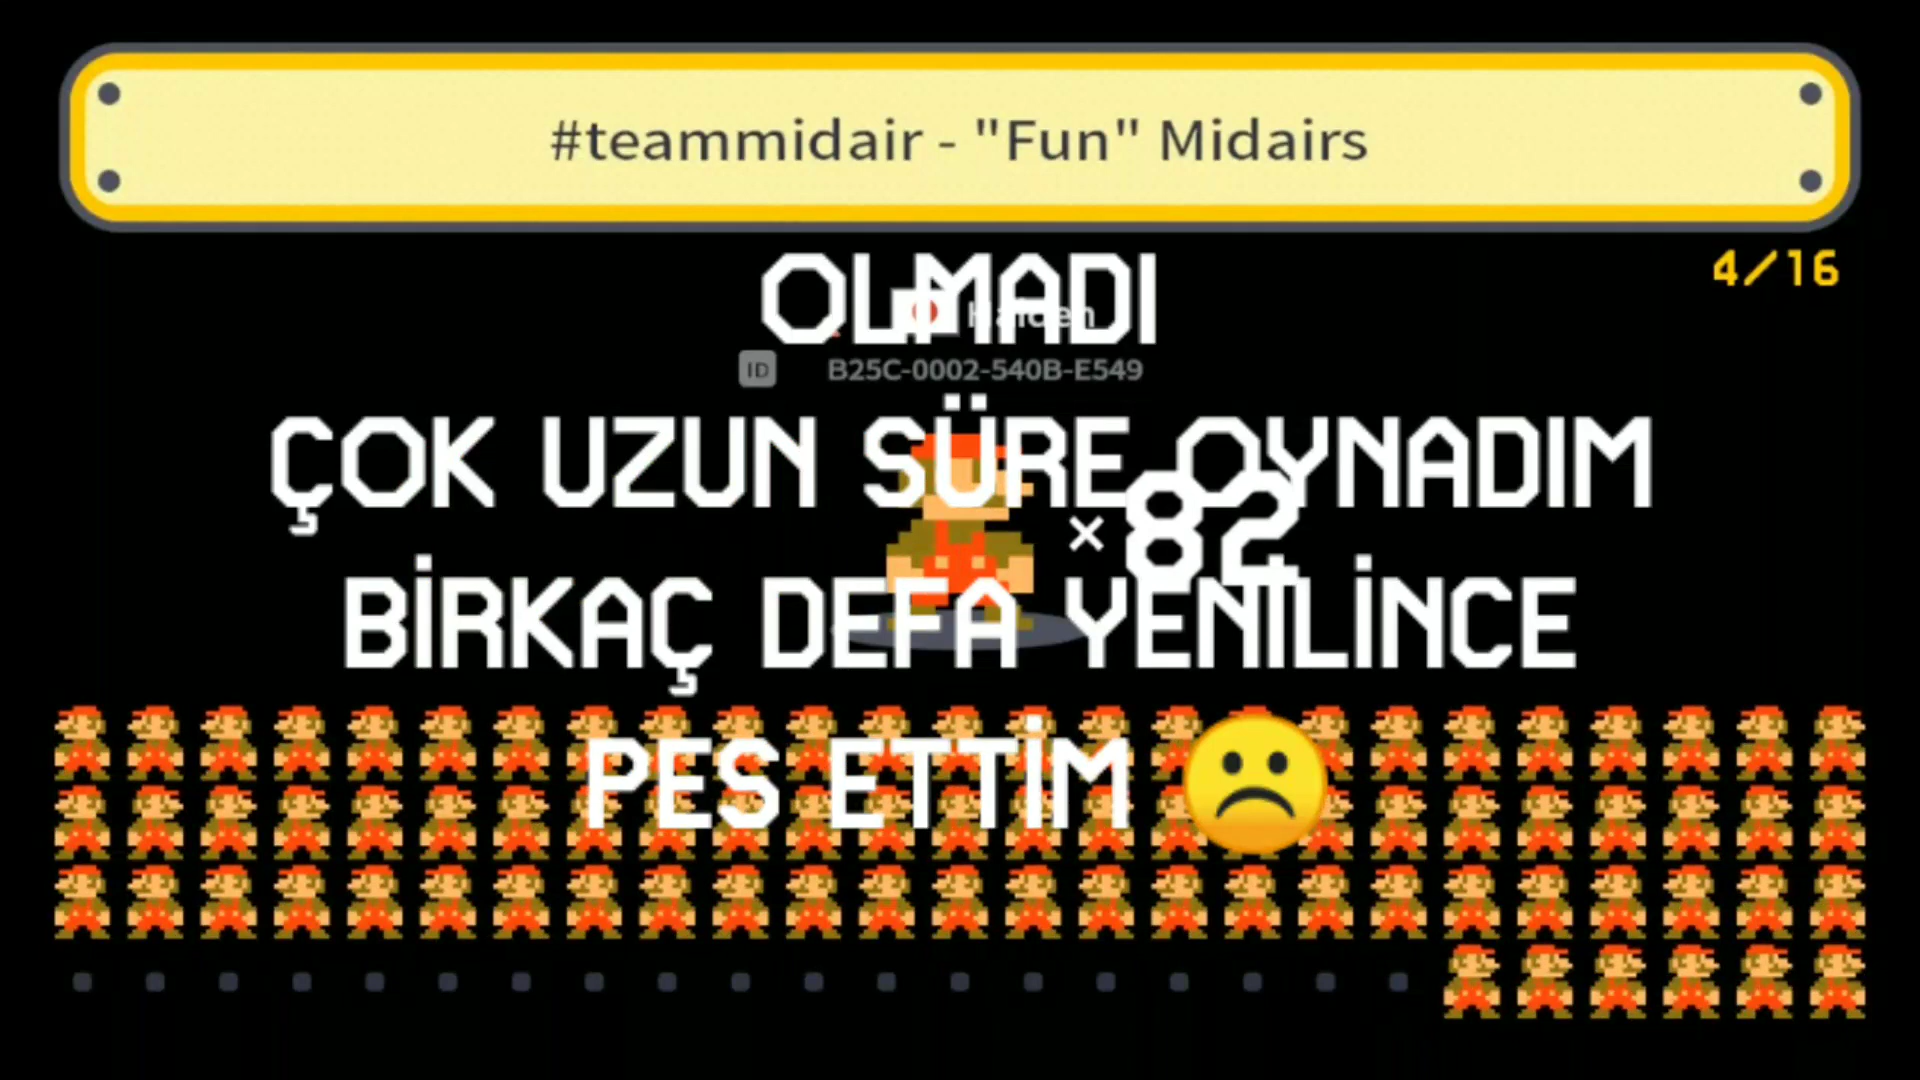 #teammidair - "Fun" Midairs
4/16
OLMADI
ID B25C-0002-540B-E549
ÇOK UZUN SÜRE OYNADIM
×82
BİRKAÇ DEFA YENİLİNCE
PES ETTİM